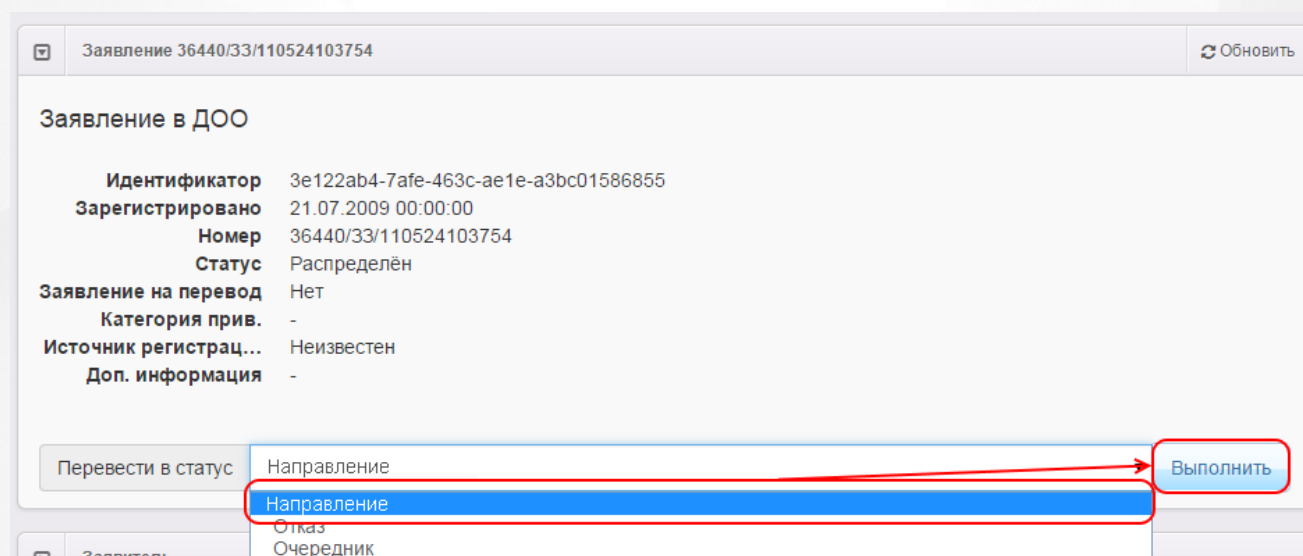 Заявление 36440/33/110524103754 Обновить
Заявление в ДОО
Идентификатор 3e122ab4-7afe-463c-ae1e-a3bc01586855
Зарегистрировано 21.07.2009 00:00:00
Номер 36440/33/110524103754
Статус Распределён
Заявление на перевод Нет
Категория прив. -
Источник регистрац... Неизвестен
Доп. информация -
Перевести в статус Направление Выполнить
Направление
Отказ
Очередник
Заявитель